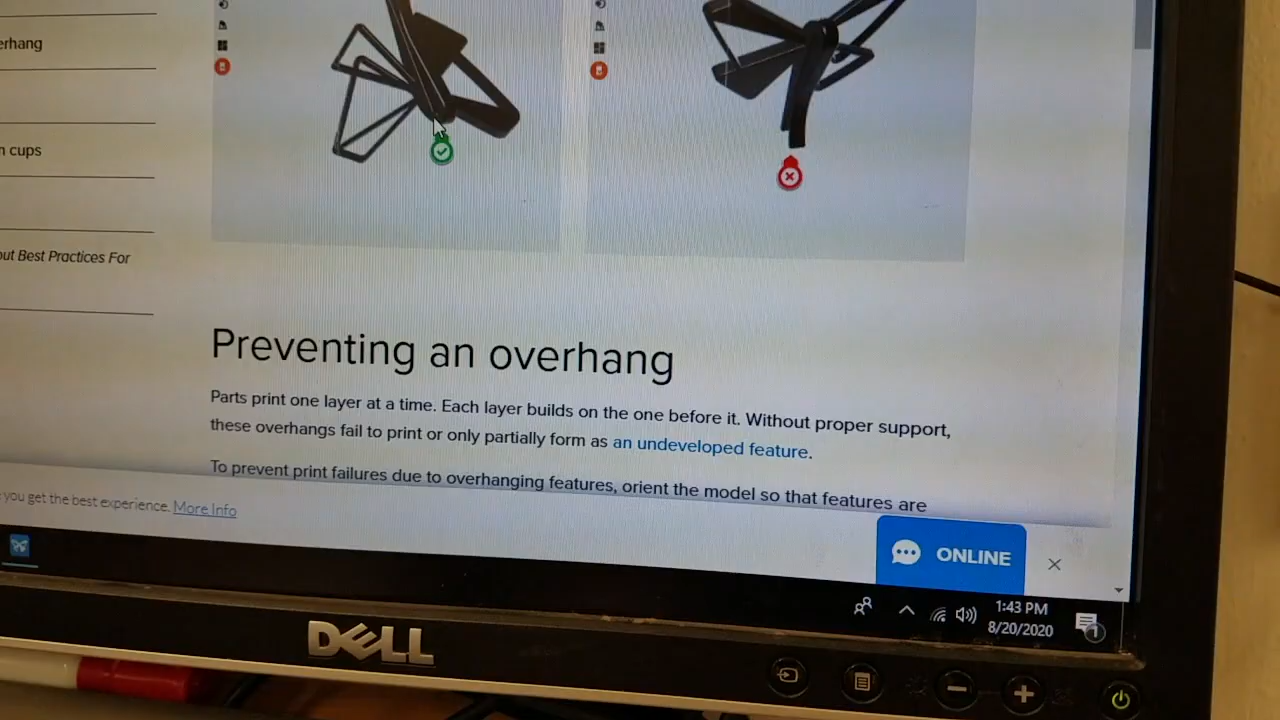 erhang
n cups
out Best Practices For
Preventing an overhang
Parts print one layer at a time. Each layer builds on the one before it. Without proper support,
these overhangs fail to print or only partially form as an undeveloped feature.
To prevent print failures due to overhanging features, orient the model so that features are
you get the best experience. More Info
ONLINE
1:43 PM
8/20/2020
1
DELL